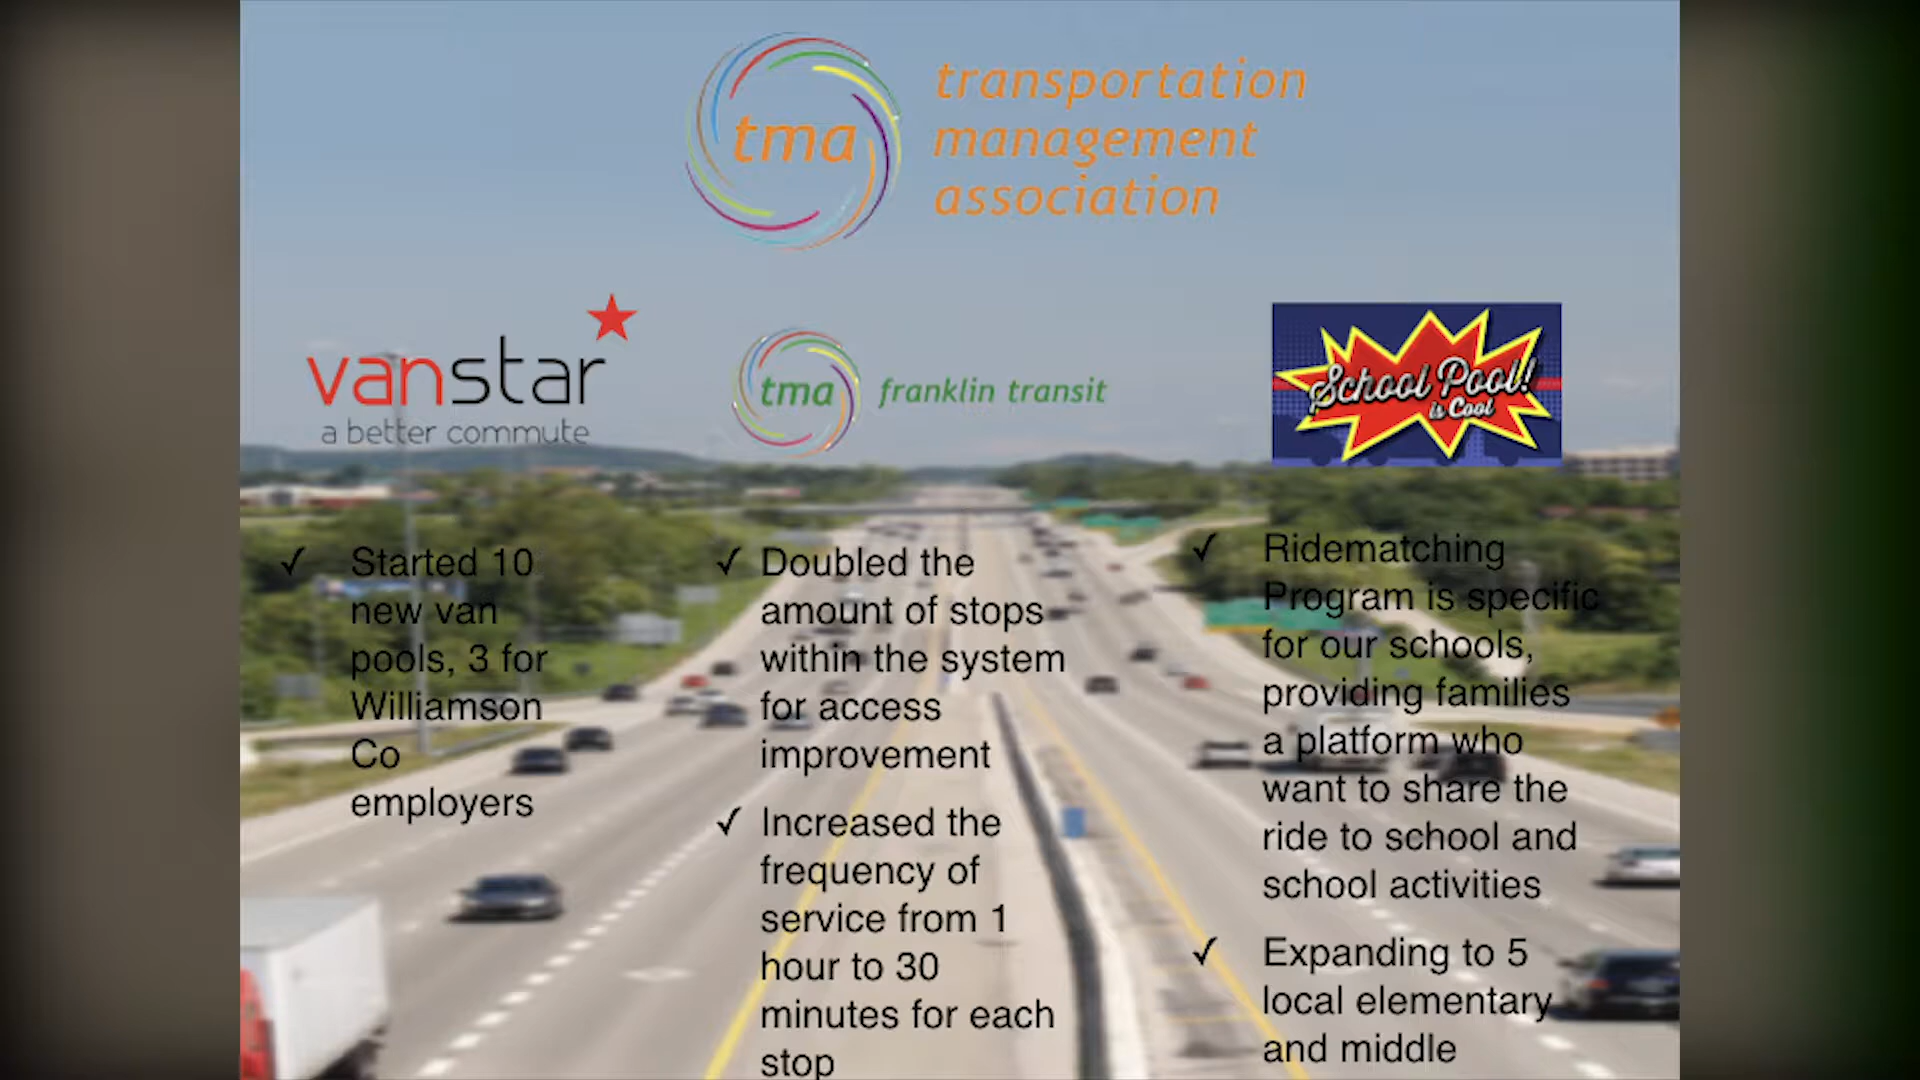 tma
transportation
management
association
vanstar
a better commute
tma franklin transit
School Pool!
is Cool
✓ Started 10
new van
pools, 3 for
Williamson
Co
employers
✓ Doubled the
amount of stops
within the system
for access
improvement
✓ Increased the
frequency of
service from 1
hour to 30
minutes for each
stop
✓ Ridematching
Program is specific
for our schools,
providing families
a platform who
want to share the
ride to school and
school activities
✓ Expanding to 5
local elementary
and middle